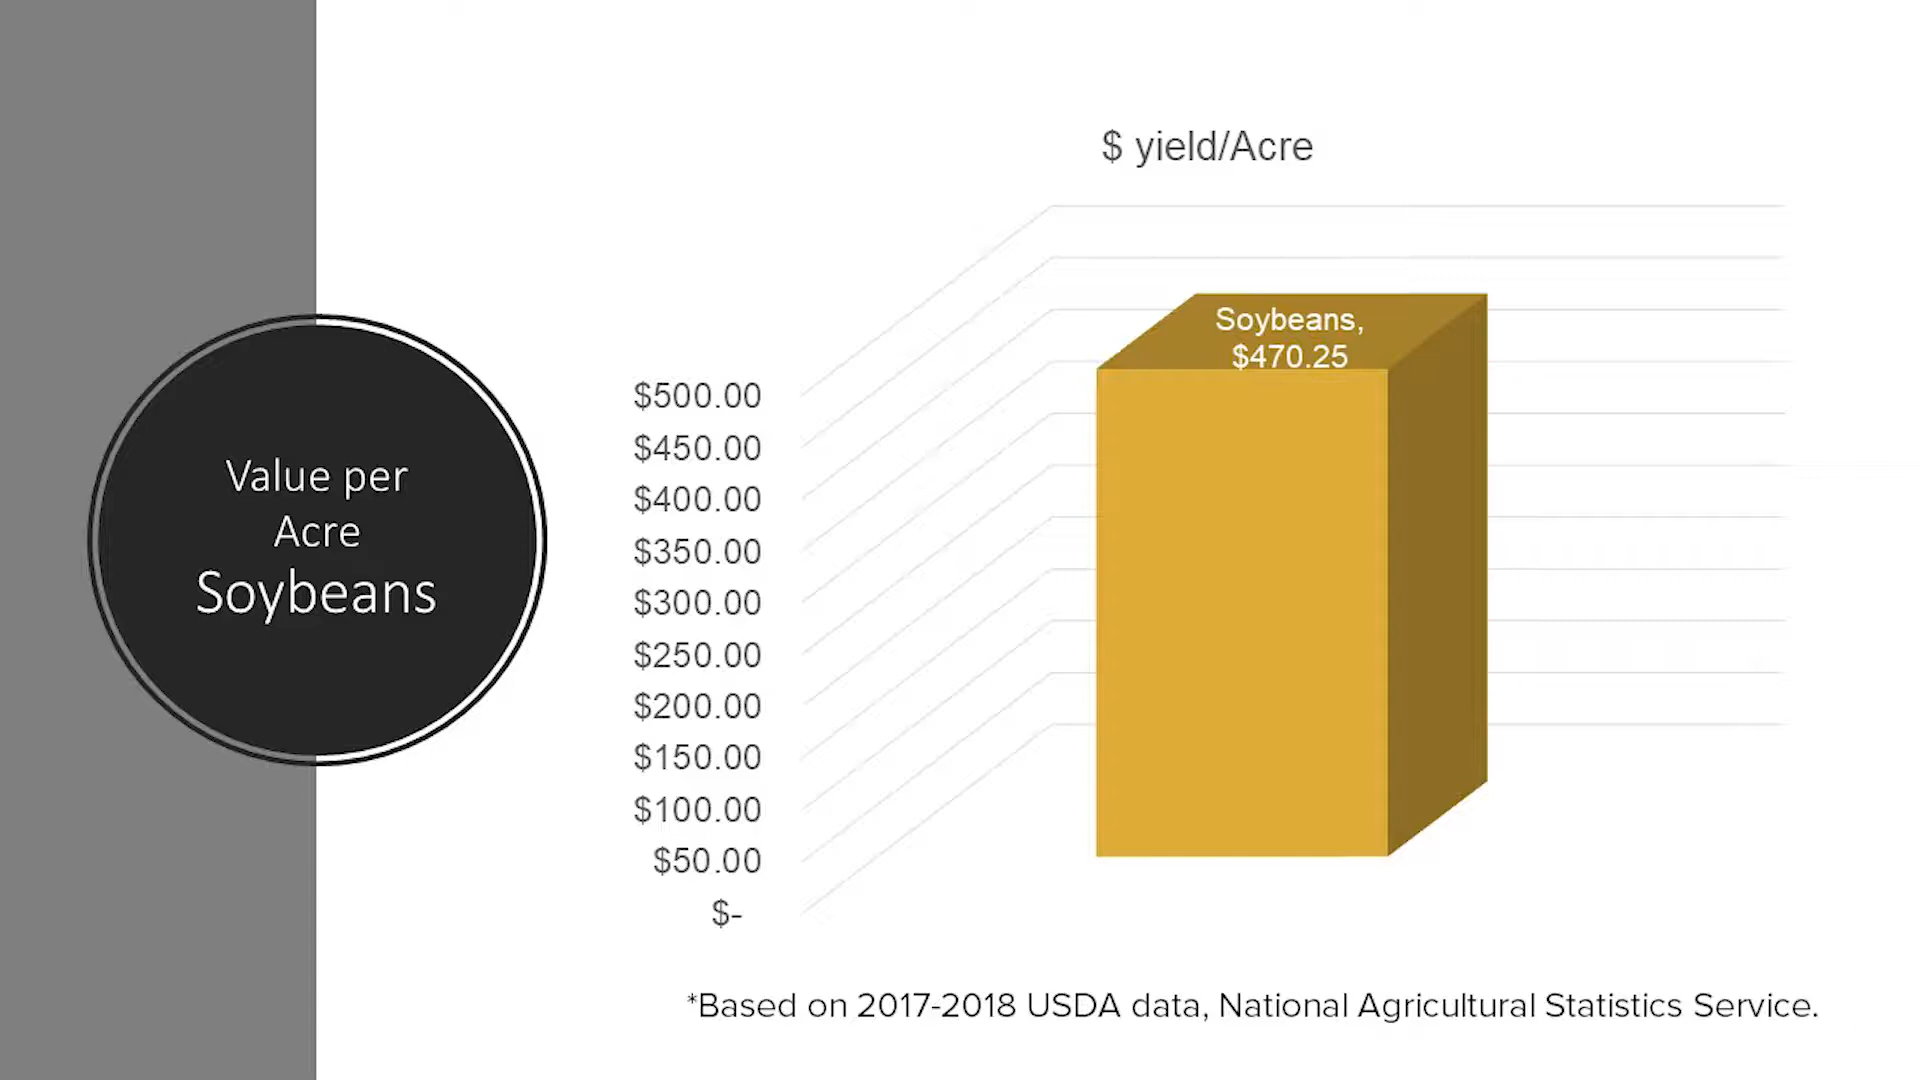 Value per
Acre
Soybeans
$ yield/Acre
Soybeans,
$470.25
$500.00
$450.00
$400.00
$350.00
$300.00
$250.00
$200.00
$150.00
$100.00
$50.00
$-
*Based on 2017-2018 USDA data, National Agricultural Statistics Service.